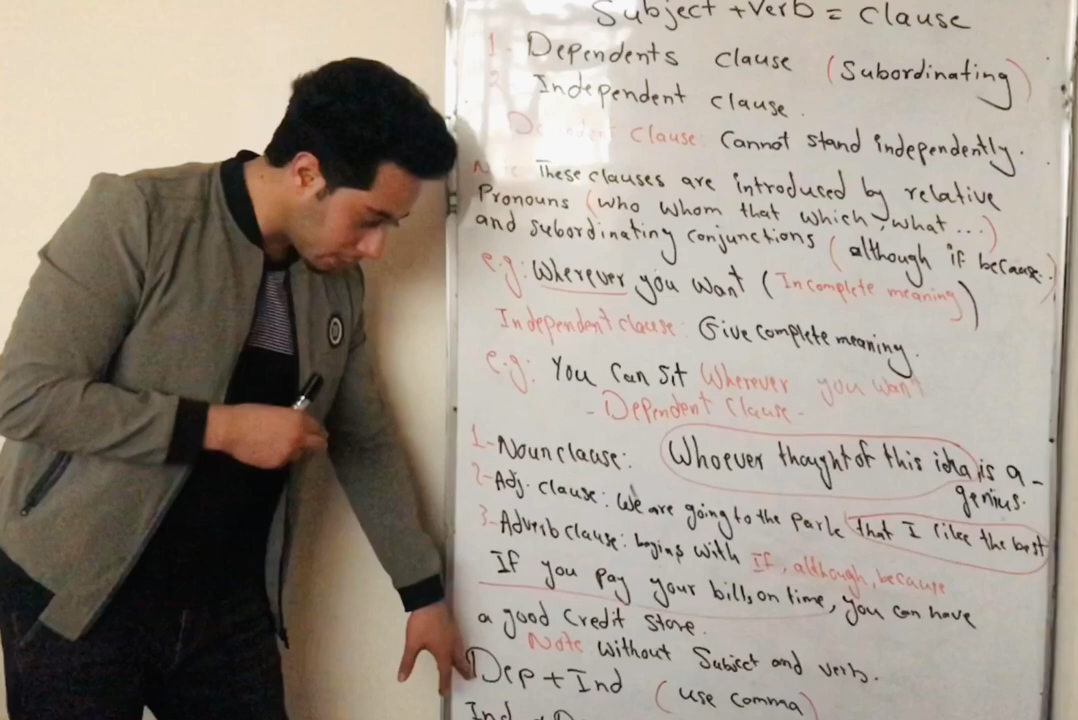 Subject + Verb = Clause
1- Dependents clause (Subordinating)
2 Independent clause.
Clause: Cannot stand independently.
These clauses are introduced by relative
Pronouns (who whom that which, what ...)
and subordinating conjunctions (although if because..)
e.g: Wherever you want (Incomplete meaning)
Independent clause: Give complete meaning.
e.g: You Can sit Wherever you want
- Dependent Clause -
1- Noun clause: Whoever thought of this idea is a -
genius.
2- Adj. clause: We are going to the Park that I like the best
3- Adverb clause: begins with If, although, because
If you pay your bills, on time, you can have
a good Credit store.
Note Without Subject and verb.
Dep + Ind (use comma)
Ind +